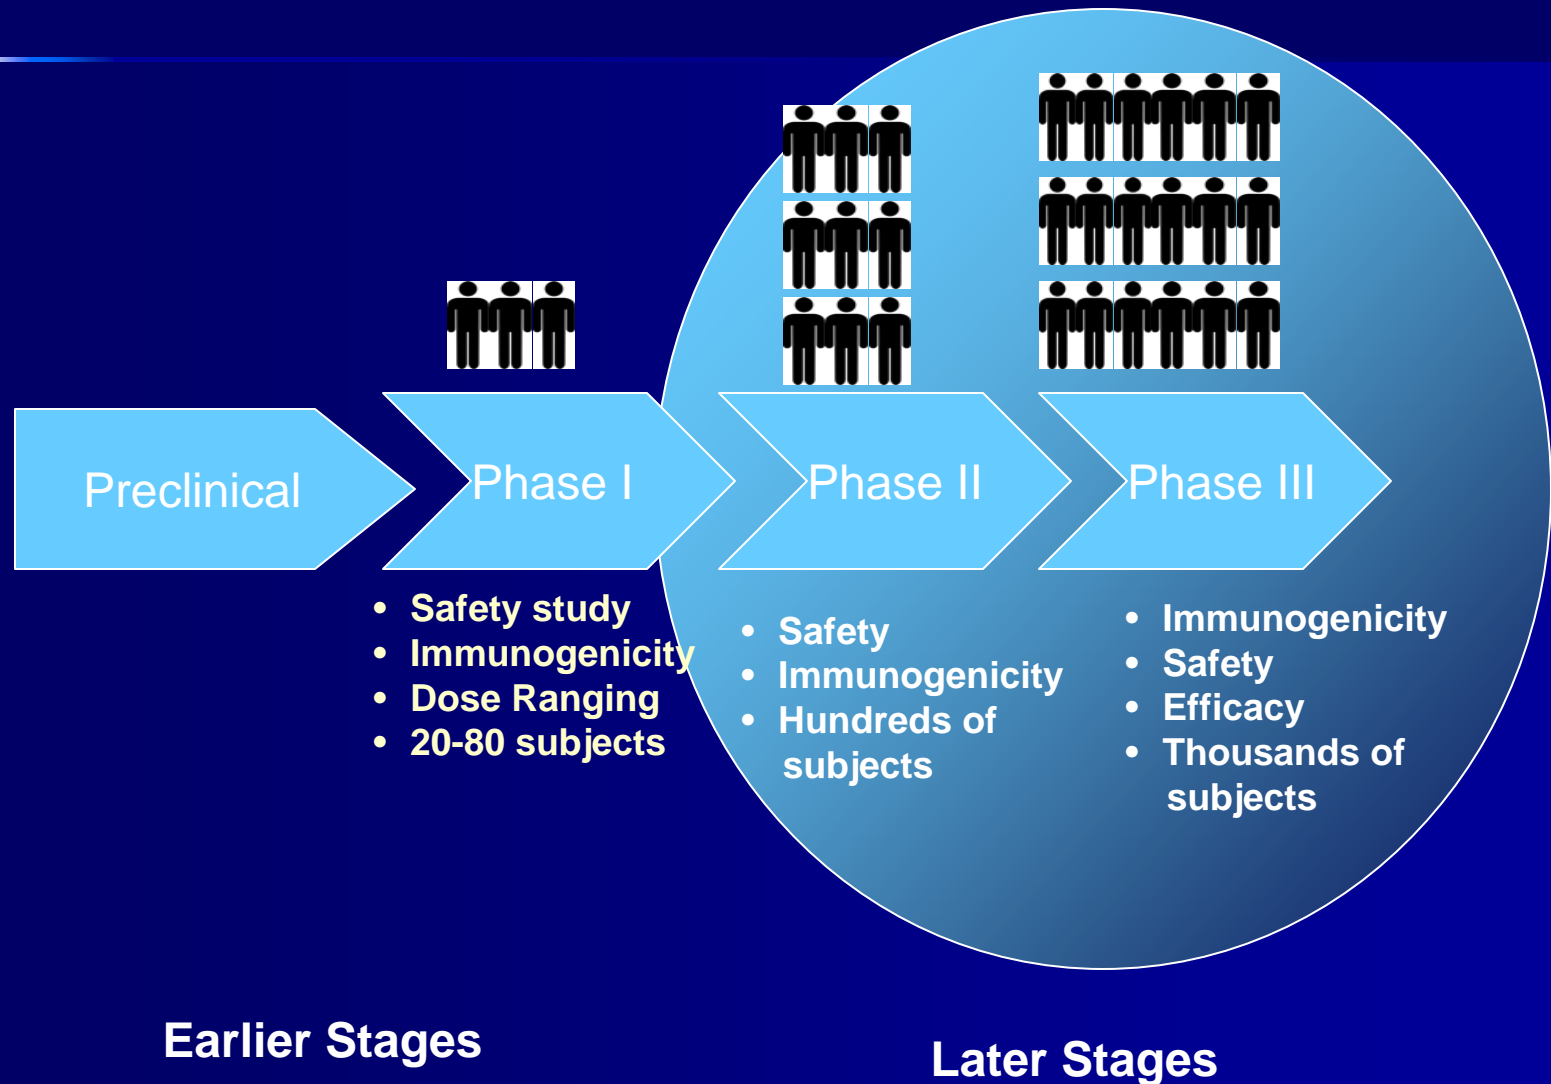 Preclinical
Phase I
Phase II
Phase III
• Safety study
• Immunogenicity
• Dose Ranging
• 20-80 subjects
• Safety
• Immunogenicity
• Hundreds of
subjects
• Immunogenicity
• Safety
• Efficacy
• Thousands of
subjects
Earlier Stages
Later Stages